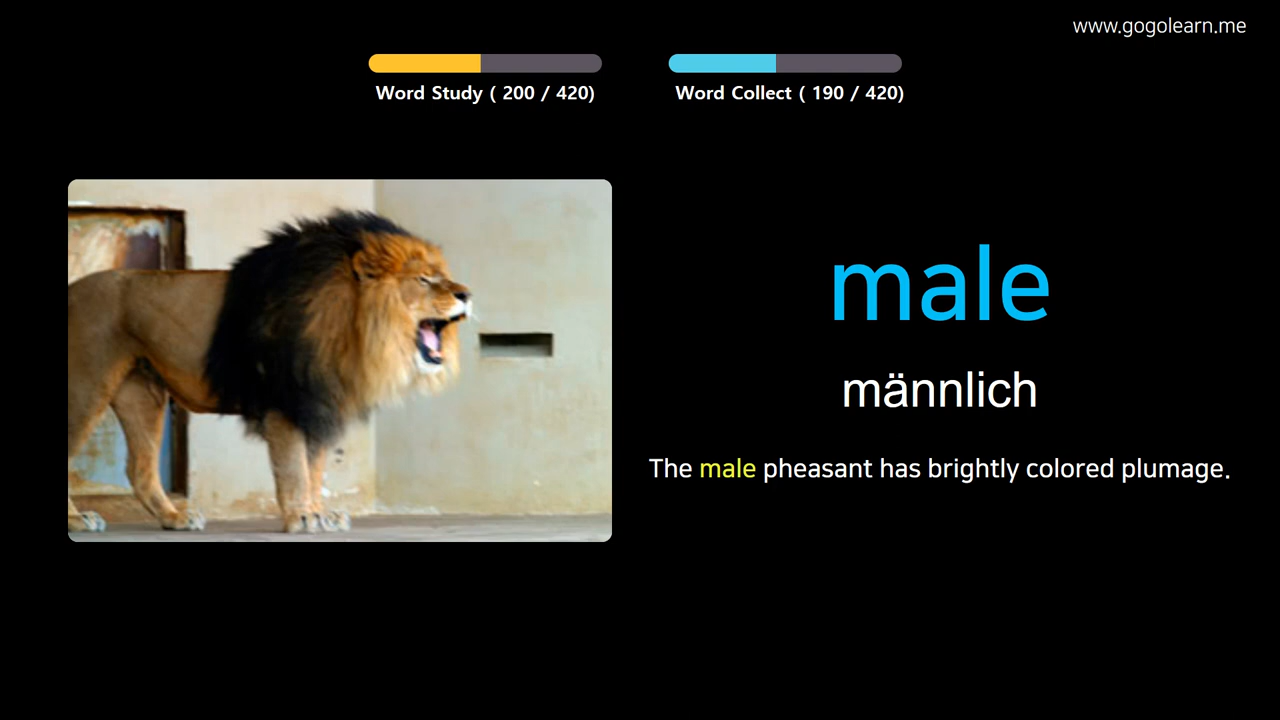 www.gogolearn.me
Word Study ( 200 / 420)
Word Collect ( 190 / 420)
male
männlich
The male pheasant has brightly colored plumage.